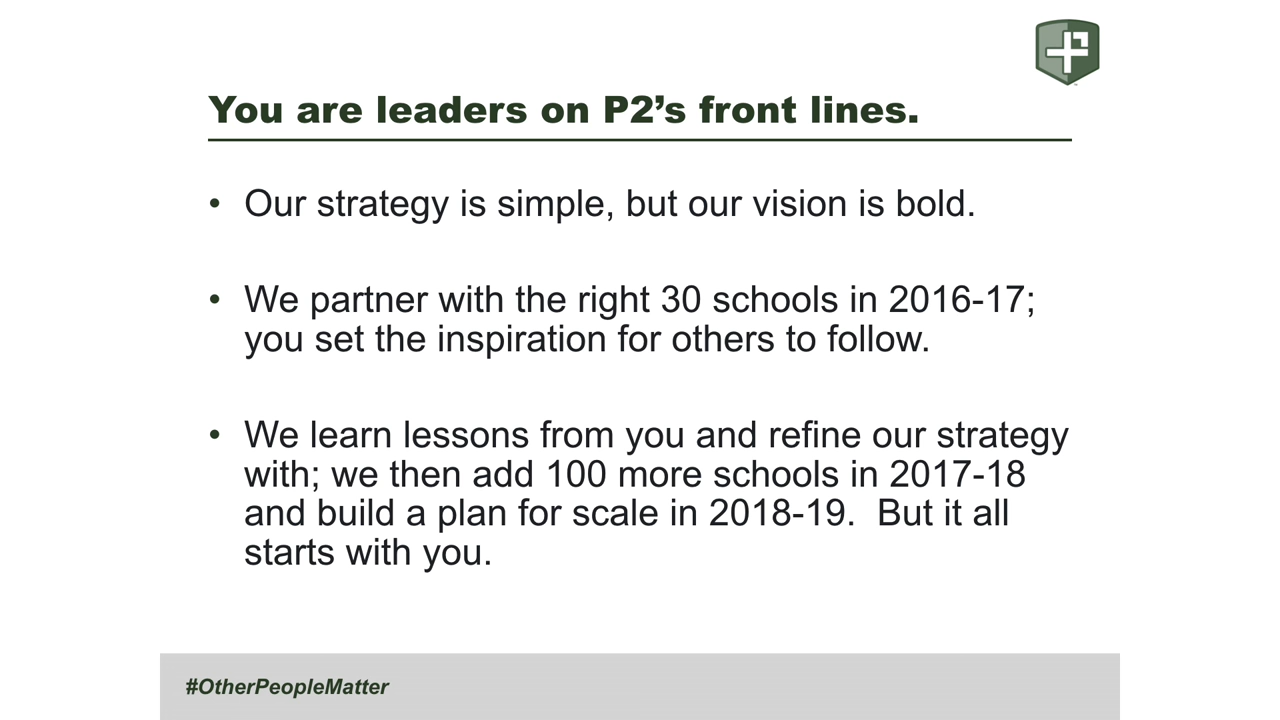 You are leaders on P2’s front lines.
• Our strategy is simple, but our vision is bold.
• We partner with the right 30 schools in 2016-17;
you set the inspiration for others to follow.
• We learn lessons from you and refine our strategy
with; we then add 100 more schools in 2017-18
and build a plan for scale in 2018-19.  But it all
starts with you.
#OtherPeopleMatter